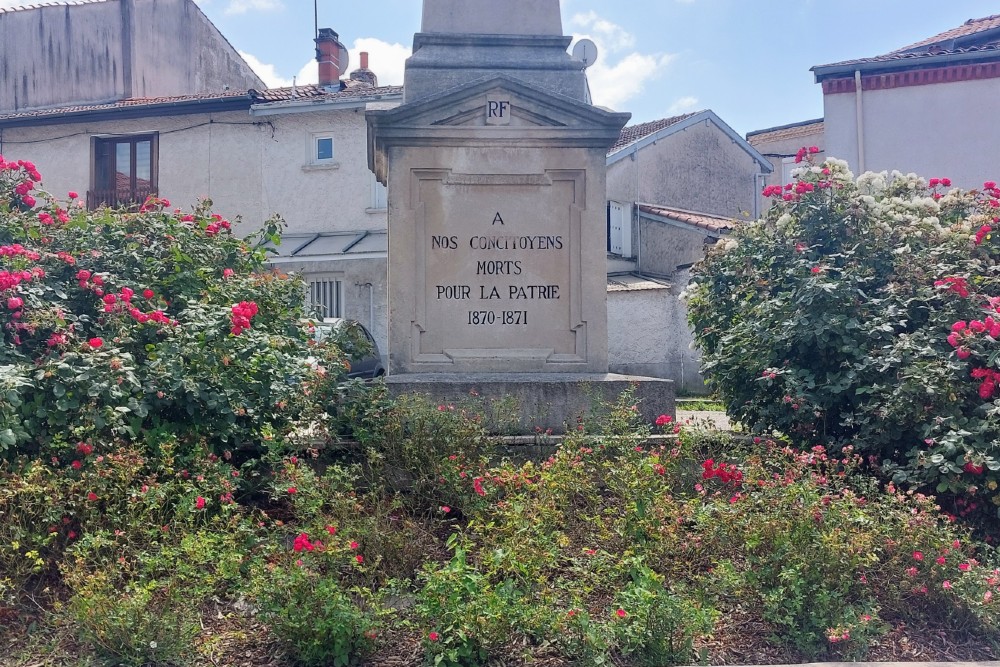 RF
A
NOS CONCITOYENS
MORTS
POUR LA PATRIE
1870-1871